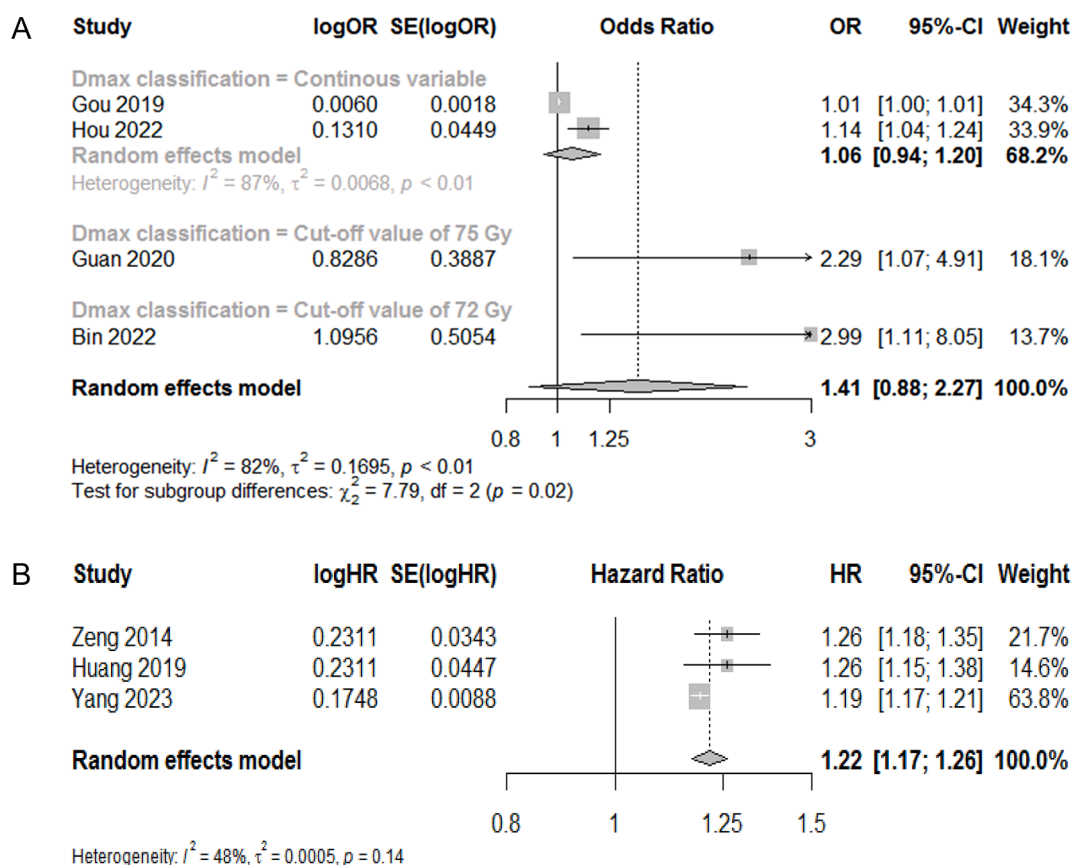 A
Study logOR SE(logOR) Odds Ratio OR 95%-CI Weight
Dmax classification = Continous variable
Gou 2019 0.0060 0.0018 1.01 [1.00; 1.01] 34.3%
Hou 2022 0.1310 0.0449 1.14 [1.04; 1.24] 33.9%
Random effects model 1.06 [0.94; 1.20] 68.2%
Heterogeneity: I² = 87%, τ² = 0.0068, p < 0.01
Dmax classification = Cut-off value of 75 Gy
Guan 2020 0.8286 0.3887 2.29 [1.07; 4.91] 18.1%
Dmax classification = Cut-off value of 72 Gy
Bin 2022 1.0956 0.5054 2.99 [1.11; 8.05] 13.7%
Random effects model 1.41 [0.88; 2.27] 100.0%
0.8 1 1.25 3
Heterogeneity: I² = 82%, τ² = 0.1695, p < 0.01
Test for subgroup differences: χ²₂ = 7.79, df = 2 (p = 0.02)
B
Study logHR SE(logHR) Hazard Ratio HR 95%-CI Weight
Zeng 2014 0.2311 0.0343 1.26 [1.18; 1.35] 21.7%
Huang 2019 0.2311 0.0447 1.26 [1.15; 1.38] 14.6%
Yang 2023 0.1748 0.0088 1.19 [1.17; 1.21] 63.8%
Random effects model 1.22 [1.17; 1.26] 100.0%
0.8 1 1.25 1.5
Heterogeneity: I² = 48%, τ² = 0.0005, p = 0.14